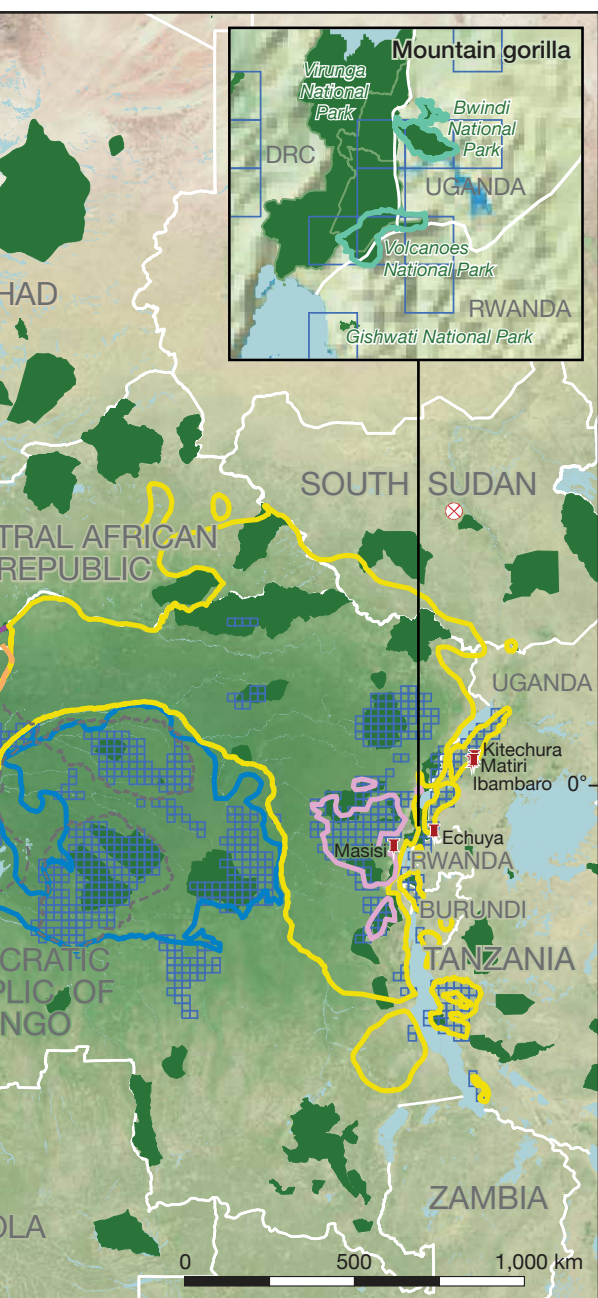 Mountain gorilla
Virunga
National
Park
Bwindi
National
Park
DRC
UGANDA
Volcanoes
National Park
RWANDA
Gishwati National Park
HAD
SOUTH SUDAN
TRAL AFRICAN
REPUBLIC
UGANDA
Kitechura
Matiri
Ibambaro
0°
Echuya
Masisi
RWANDA
BURUNDI
CRATIC
PLIC OF
NGO
TANZANIA
ZAMBIA
OLA
0 500 1,000 km